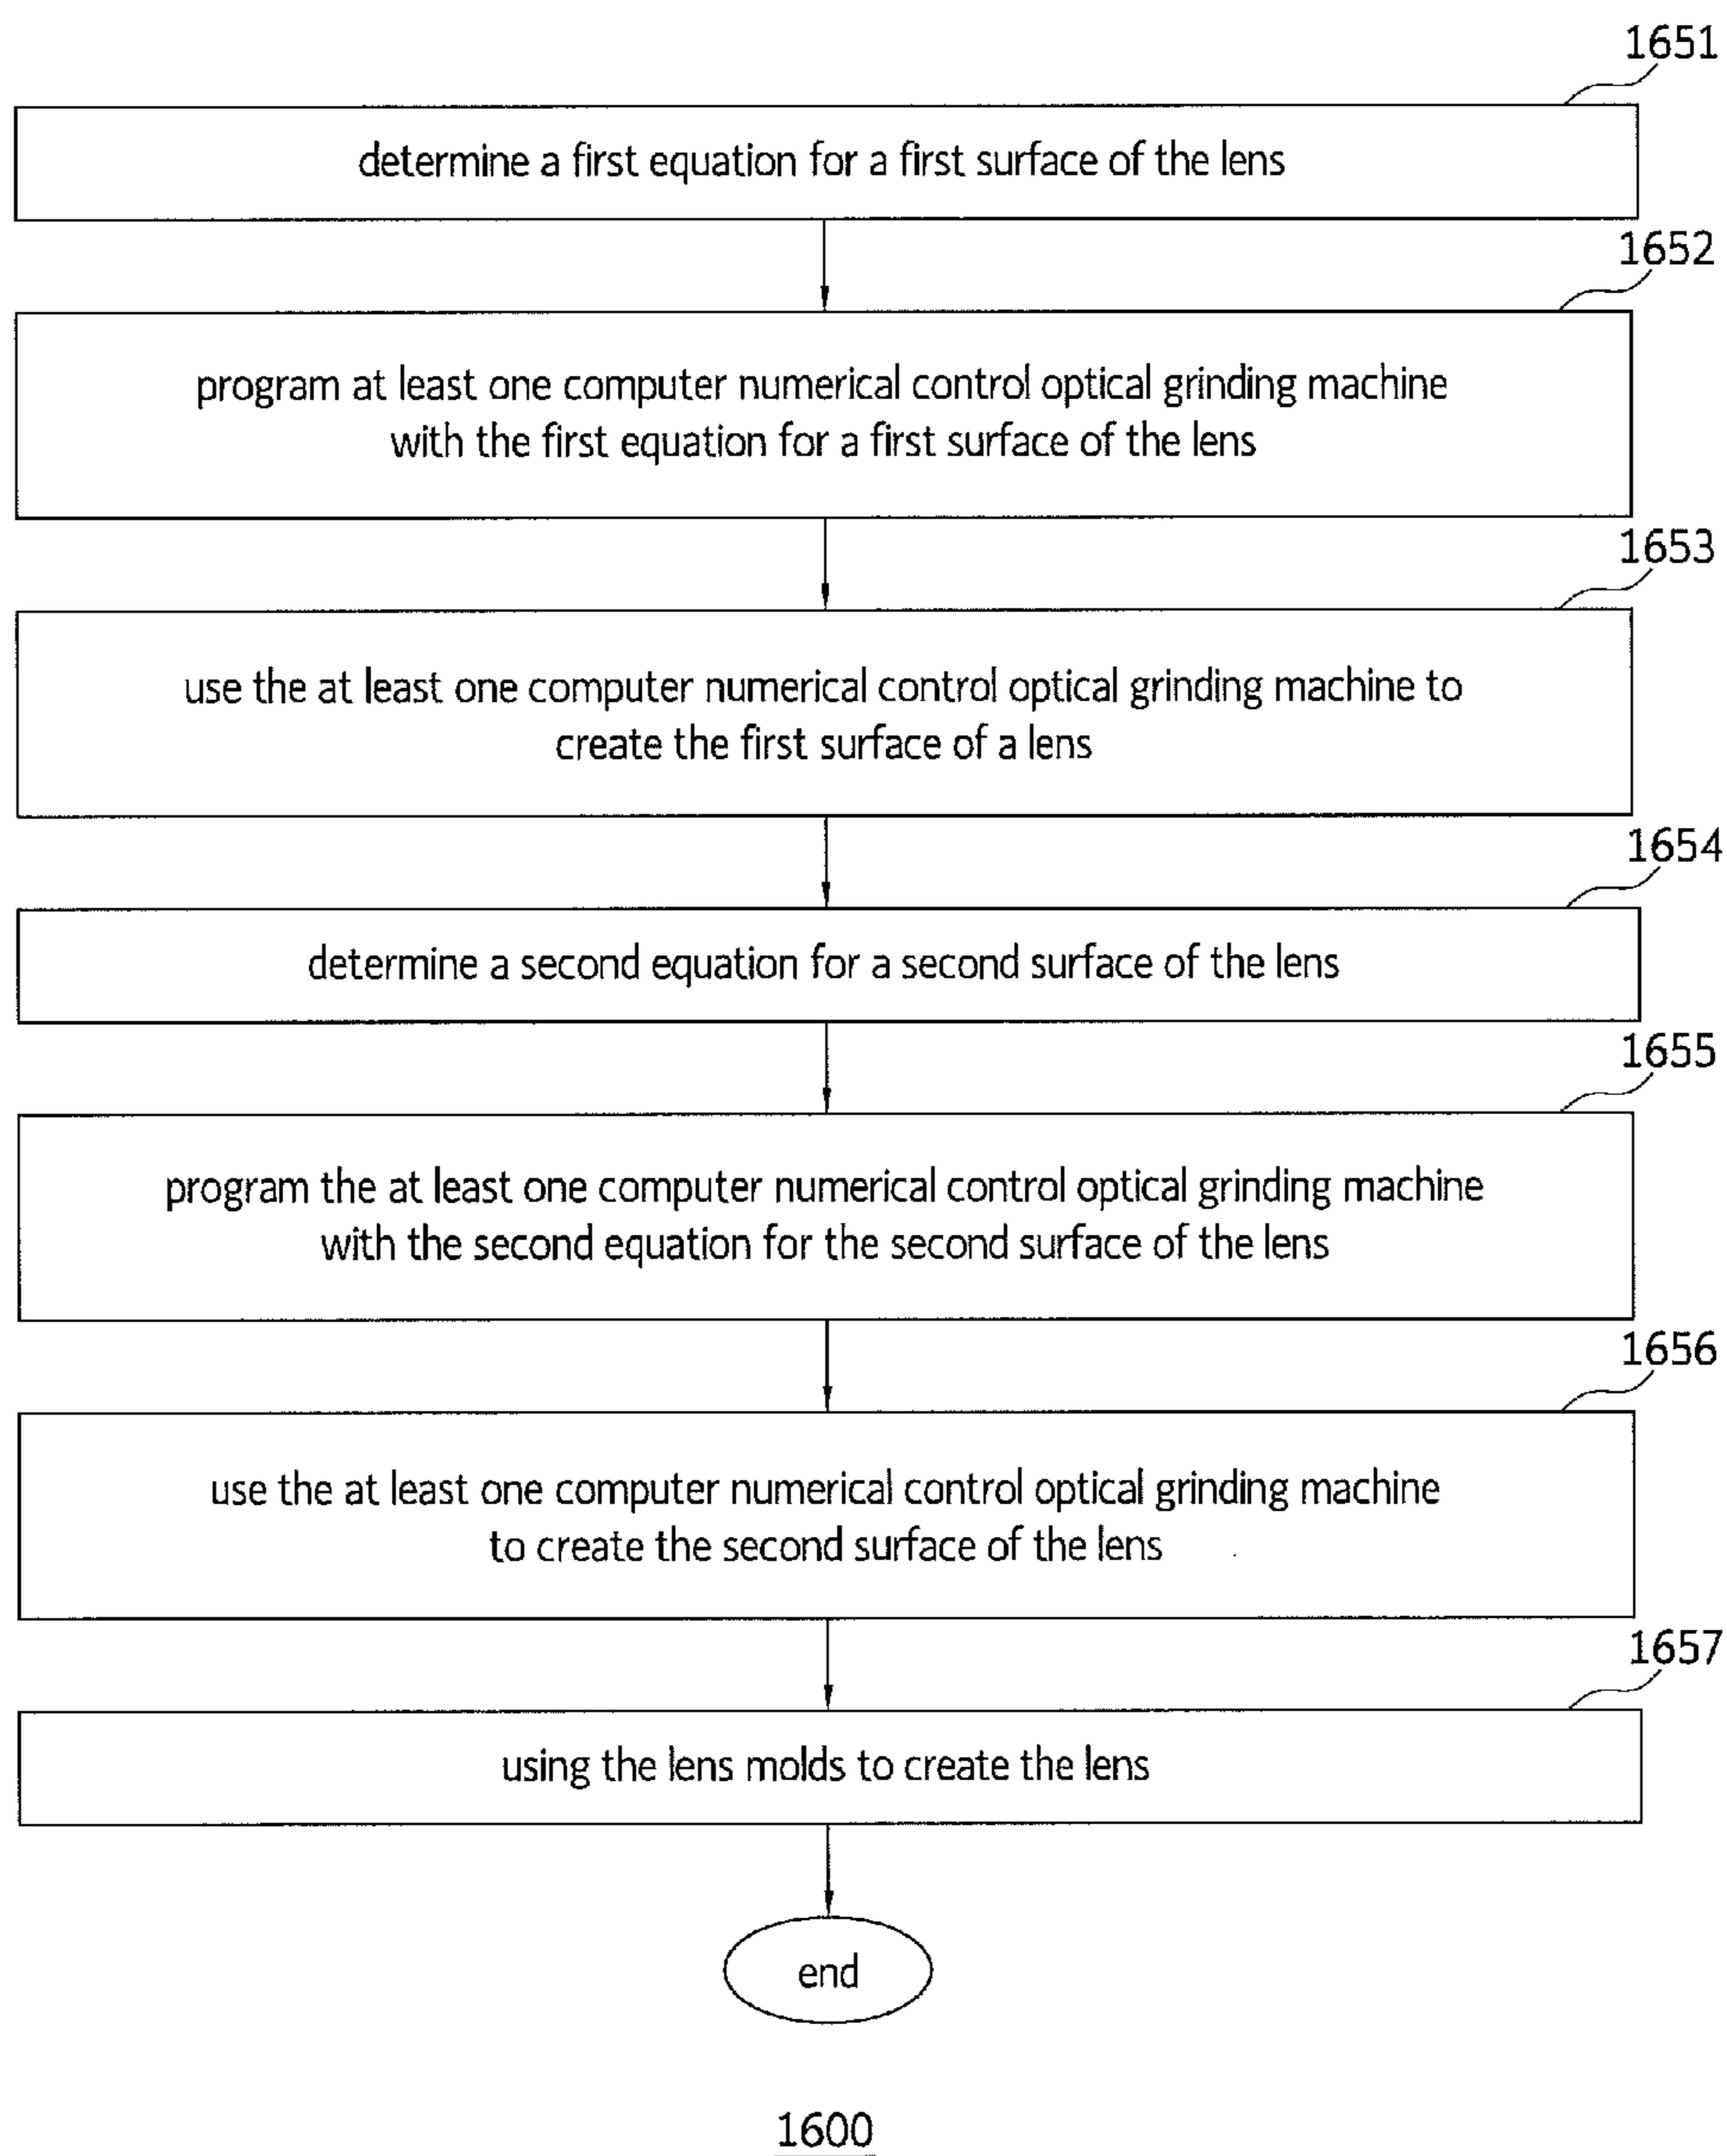 1651
determine a first equation for a first surface of the lens
1652
program at least one computer numerical control optical grinding machine
with the first equation for a first surface of the lens
1653
use the at least one computer numerical control optical grinding machine to
create the first surface of a lens
1654
determine a second equation for a second surface of the lens
1655
program the at least one computer numerical control optical grinding machine
with the second equation for the second surface of the lens
1656
use the at least one computer numerical control optical grinding machine
to create the second surface of the lens
1657
using the lens molds to create the lens
end
1600